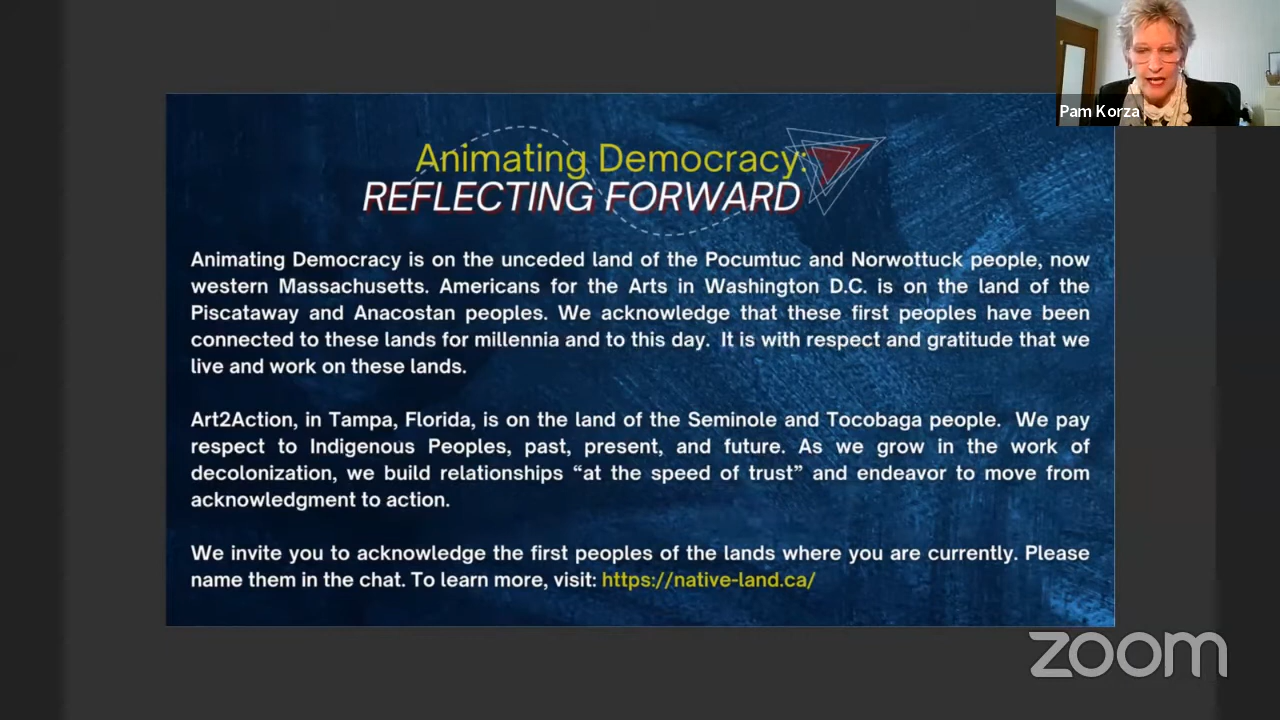 Pam Korza
Animating Democracy:
REFLECTING FORWARD
Animating Democracy is on the unceded land of the Pocumtuc and Norwottuck people, now
western Massachusetts. Americans for the Arts in Washington D.C. is on the land of the
Piscataway and Anacostan peoples. We acknowledge that these first peoples have been
connected to these lands for millennia and to this day. It is with respect and gratitude that we
live and work on these lands.
Art2Action, in Tampa, Florida, is on the land of the Seminole and Tocobaga people. We pay
respect to Indigenous Peoples, past, present, and future. As we grow in the work of
decolonization, we build relationships “at the speed of trust” and endeavor to move from
acknowledgment to action.
We invite you to acknowledge the first peoples of the lands where you are currently. Please
name them in the chat. To learn more, visit: https://native-land.ca/
zoom